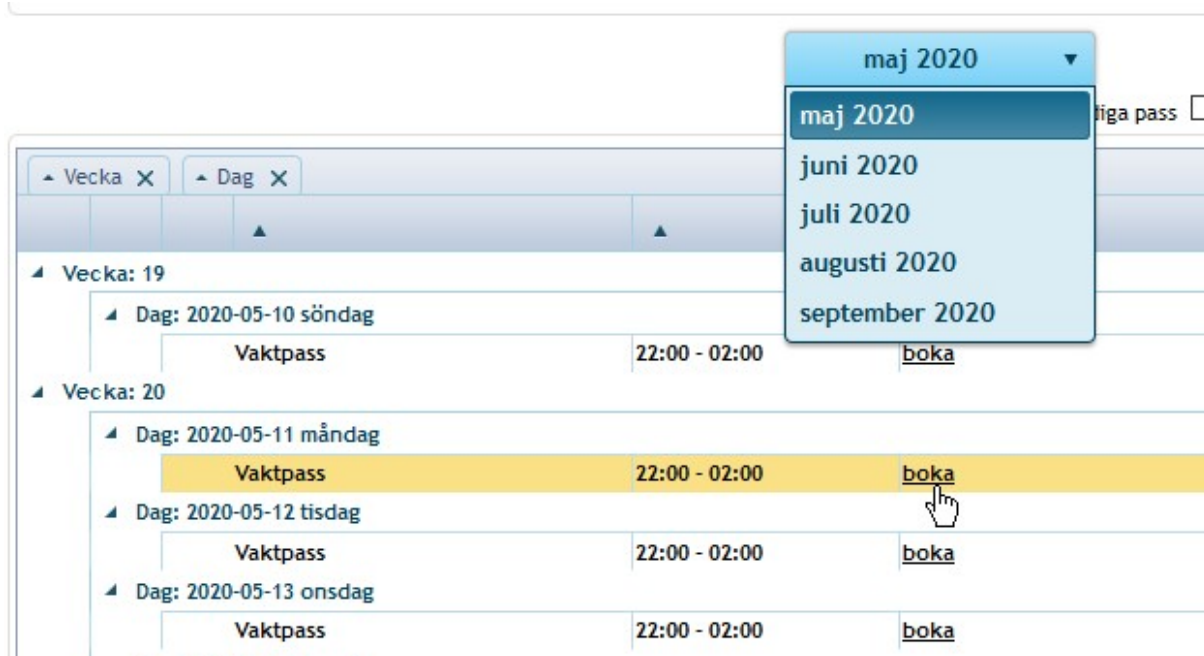 maj 2020
maj 2020
juni 2020
juli 2020
augusti 2020
september 2020
pass
Vecka Dag
Vecka: 19
Dag: 2020-05-10 söndag
Vaktpass 22:00 - 02:00 boka
Vecka: 20
Dag: 2020-05-11 måndag
Vaktpass 22:00 - 02:00 boka
Dag: 2020-05-12 tisdag
Vaktpass 22:00 - 02:00 boka
Dag: 2020-05-13 onsdag
Vaktpass 22:00 - 02:00 boka